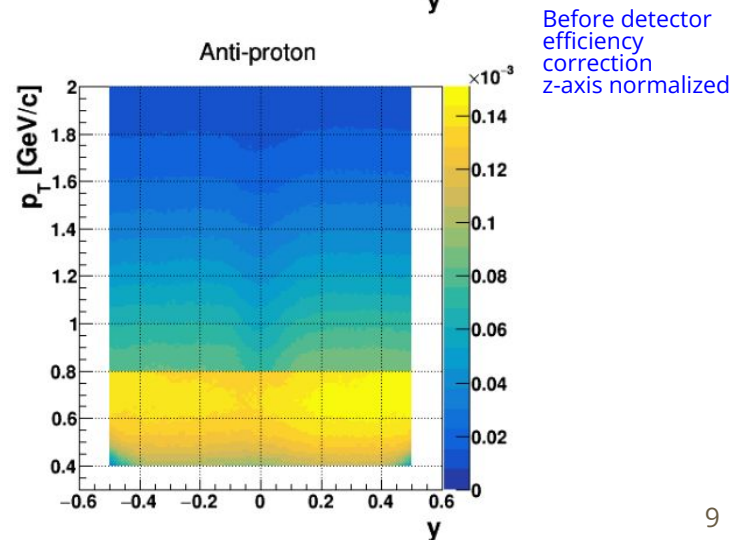 y
Before detector
efficiency
correction
z-axis normalized
Anti-proton
×10⁻³
p_T [GeV/c]
2
1.8
1.6
1.4
1.2
1
0.8
0.6
0.4
0.14
0.12
0.1
0.08
0.06
0.04
0.02
0
−0.6 −0.4 −0.2 0 0.2 0.4 0.6
y
9